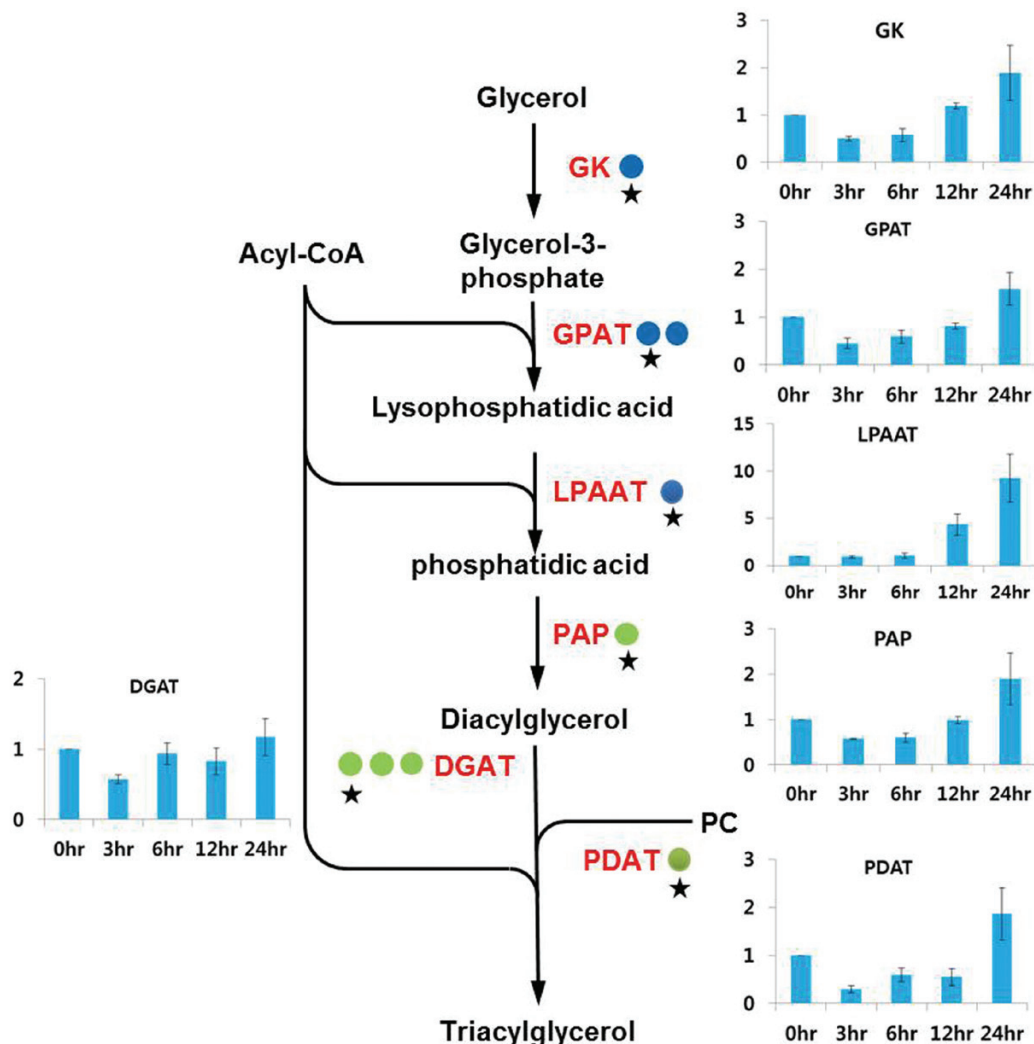 Glycerol
GK
Glycerol-3-
phosphate
Acyl-CoA
GPAT
Lysophosphatidic acid
LPAAT
phosphatidic acid
PAP
Diacylglycerol
DGAT
PC
PDAT
Triacylglycerol
GK
3
2
1
0
0hr 3hr 6hr 12hr 24hr
GPAT
3
2
1
0
0hr 3hr 6hr 12hr 24hr
LPAAT
15
10
5
0
0hr 3hr 6hr 12hr 24hr
PAP
3
2
1
0
0hr 3hr 6hr 12hr 24hr
DGAT
2
1
0
0hr 3hr 6hr 12hr 24hr
PDAT
3
2
1
0
0hr 3hr 6hr 12hr 24hr